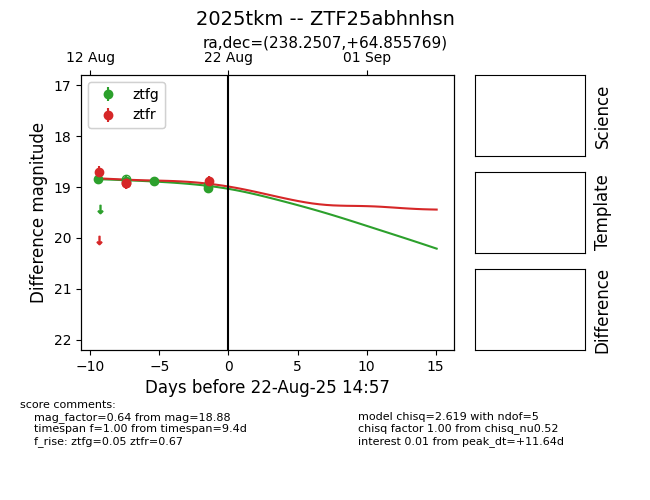 2025tkm -- ZTF25abhnhsn
ra,dec=(238.2507,+64.855769)
12 Aug
22 Aug
01 Sep
17
18
19
20
21
22
Difference magnitude
ztfg
ztfr
−10
−5
0
5
10
15
Days before 22-Aug-25 14:57
Science
Template
Difference
score comments:
mag_factor=0.64 from mag=18.88
timespan f=1.00 from timespan=9.4d
f_rise: ztfg=0.05 ztfr=0.67
model chisq=2.619 with ndof=5
chisq factor 1.00 from chisq_nu0.52
interest 0.01 from peak_dt=+11.64d